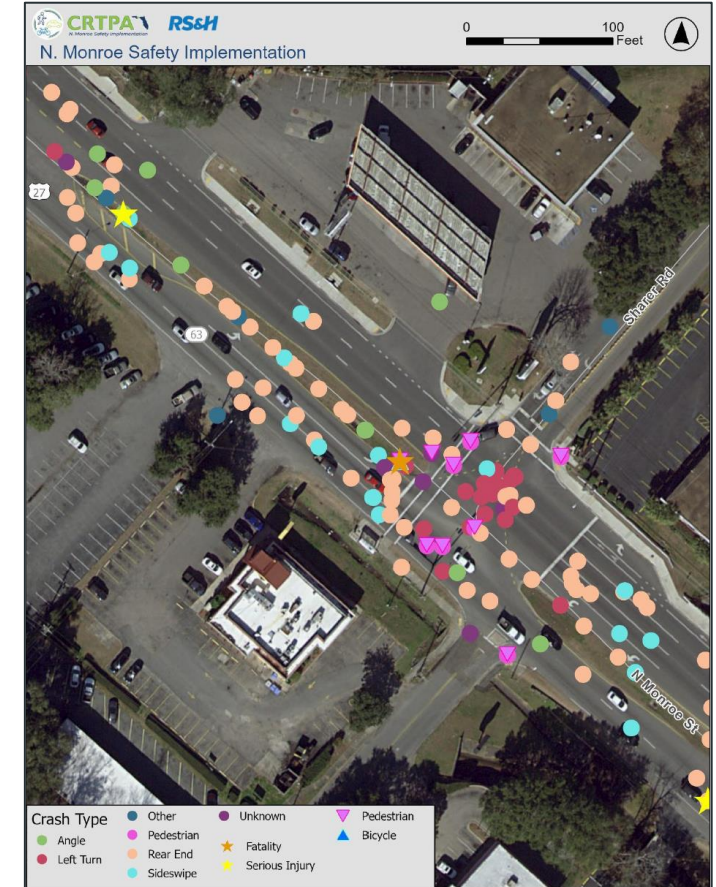 CRTPA
N. Monroe Safety Implementation
RS&H
N. Monroe Safety Implementation
0 100
Feet
27
63
Sharer Rd
N Monroe St
Crash Type
Angle
Left Turn
Other
Pedestrian
Rear End
Sideswipe
Unknown
Fatality
Serious Injury
Pedestrian
Bicycle